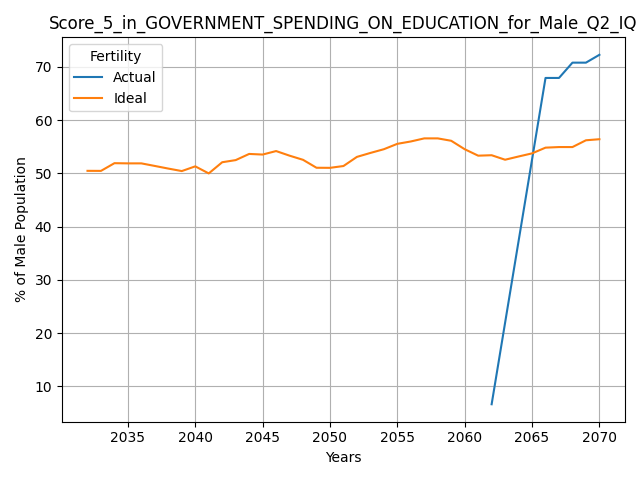 Score_5_in_GOVERNMENT_SPENDING_ON_EDUCATION_for_Male_Q2_IQ
Fertility
Actual
Ideal
% of Male Population
70
60
50
40
30
20
10
2035 2040 2045 2050 2055 2060 2065 2070
Years